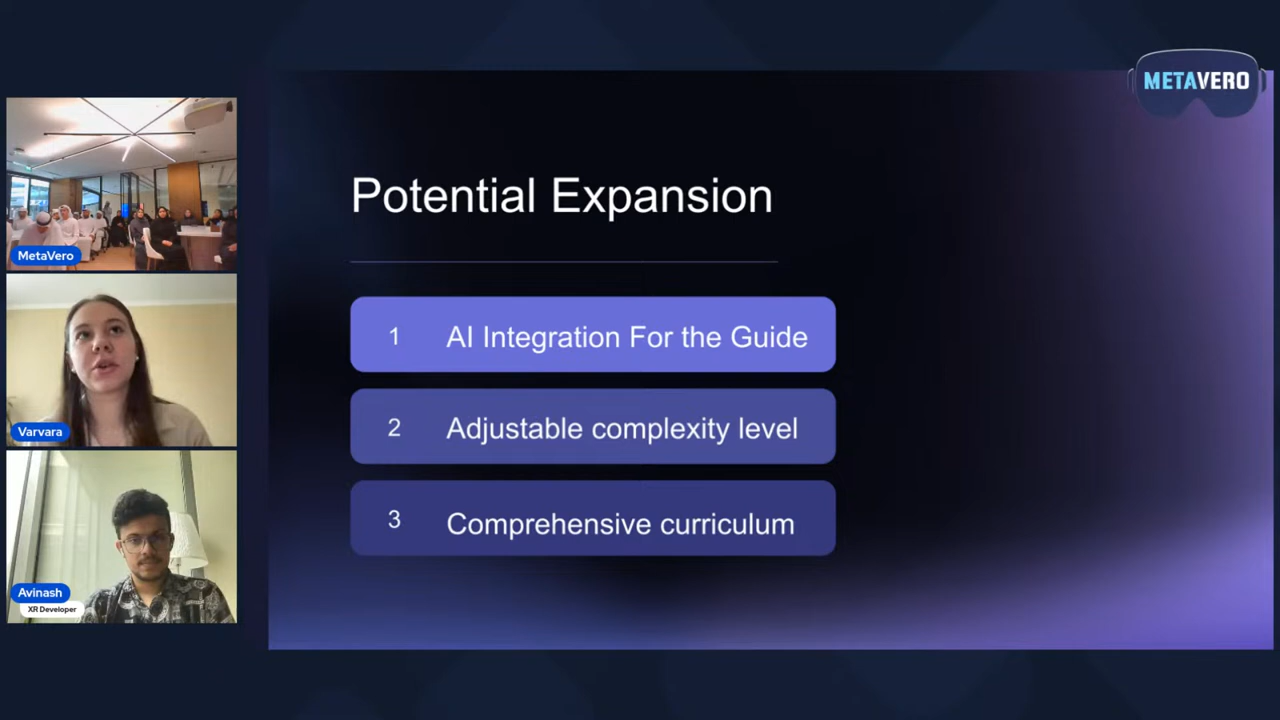 METAVERO
Potential Expansion
1 AI Integration For the Guide
2 Adjustable complexity level
3 Comprehensive curriculum
MetaVero
Varvara
Avinash
XR Developer